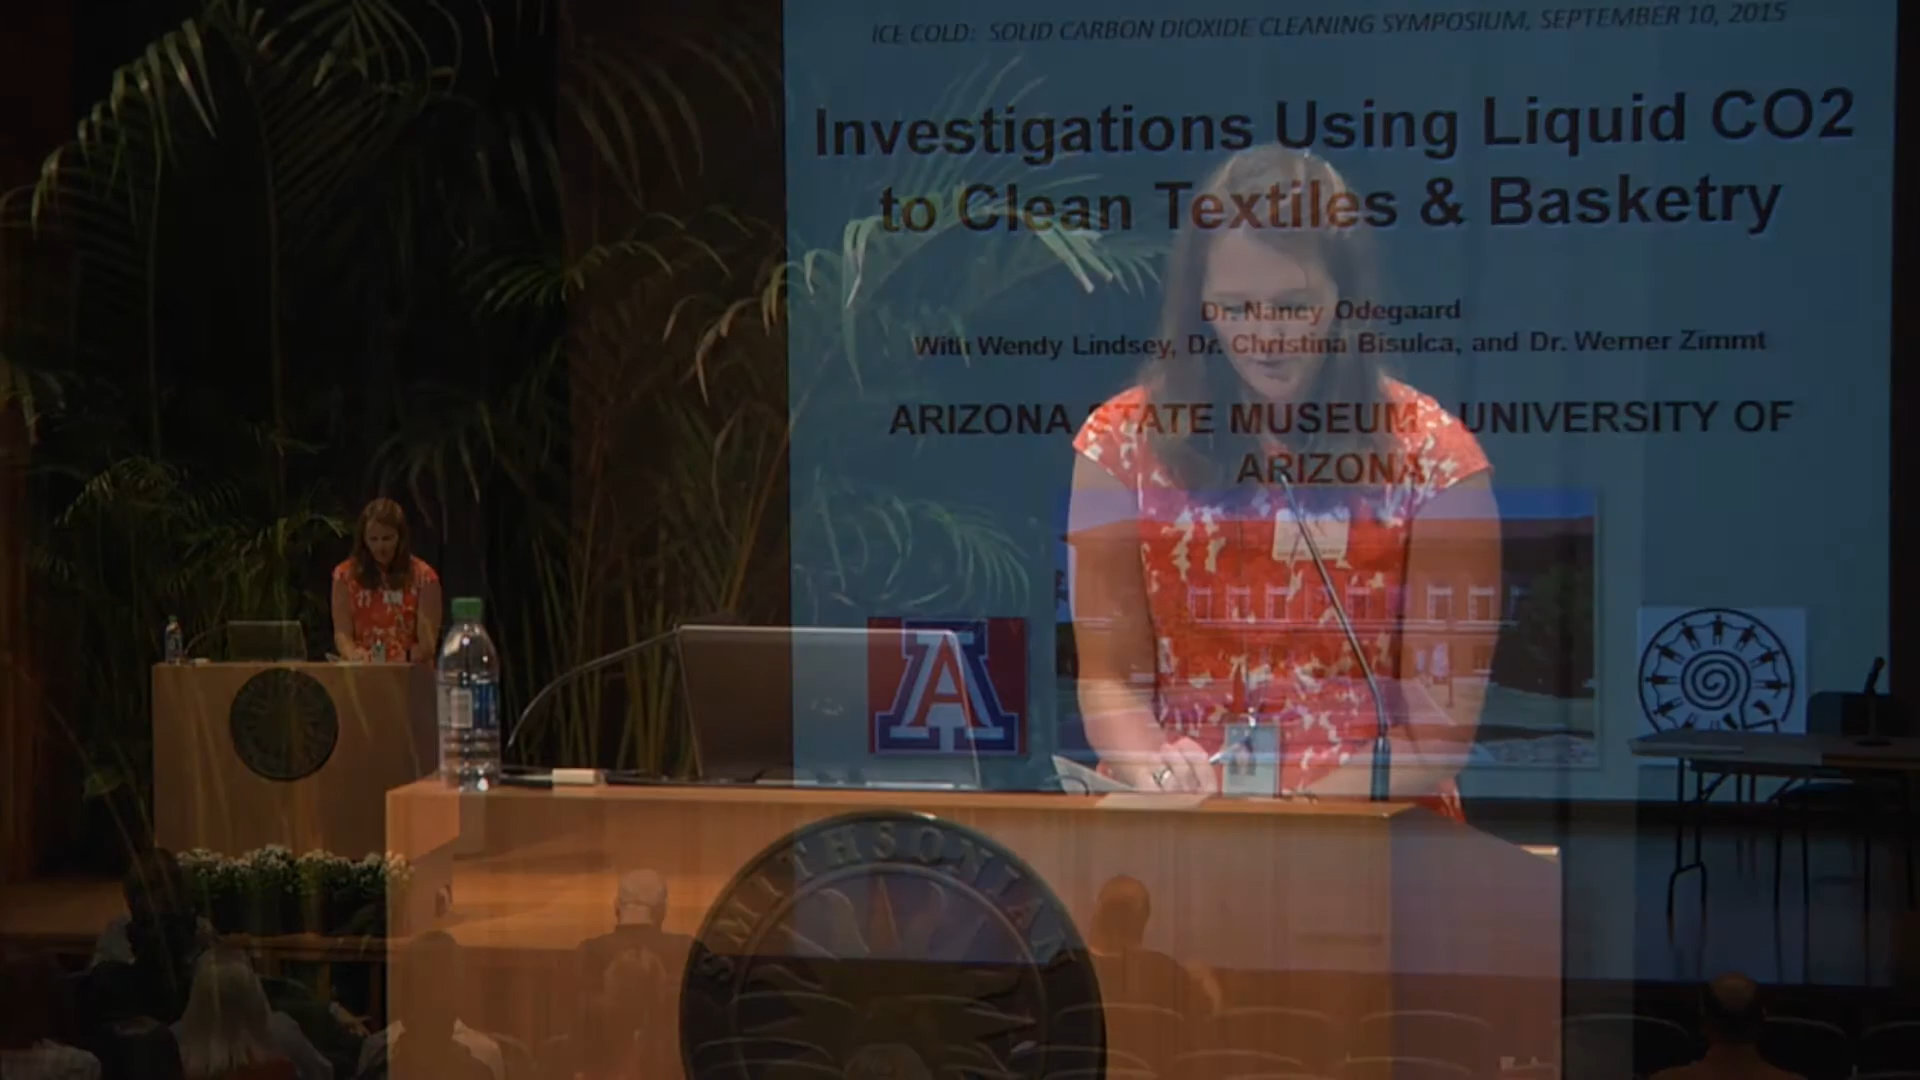 ICE COLD: SOLID CARBON DIOXIDE CLEANING SYMPOSIUM, SEPTEMBER 10, 2015
Investigations Using Liquid CO2
to Clean Textiles & Basketry
Dr. Nancy Odegaard
With Wendy Lindsey, Dr. Christina Bisulca, and Dr. Werner Zimmt
ARIZONA STATE MUSEUM, UNIVERSITY OF
ARIZONA
A
SMITHSONIAN